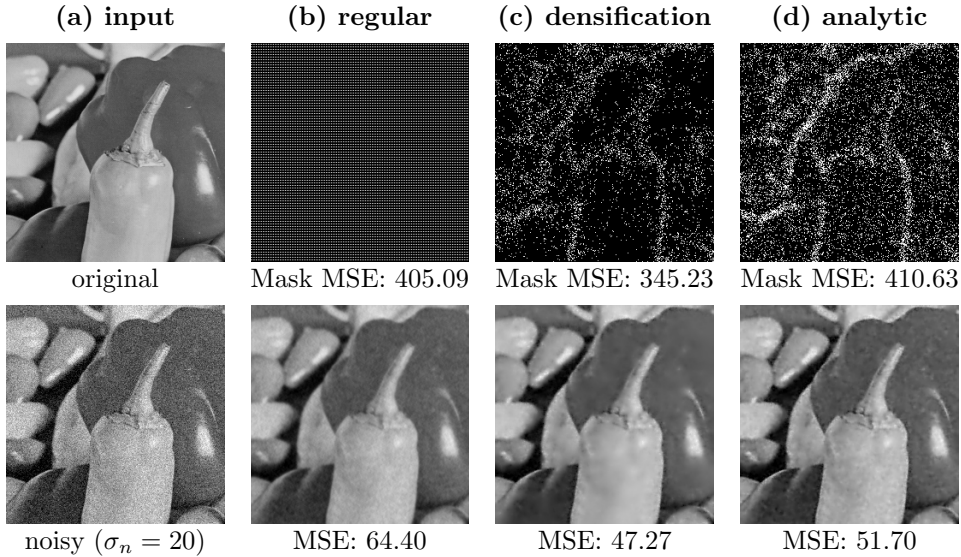 (a) input (b) regular (c) densification (d) analytic
original Mask MSE: 405.09 Mask MSE: 345.23 Mask MSE: 410.63
noisy (σₙ = 20) MSE: 64.40 MSE: 47.27 MSE: 51.70